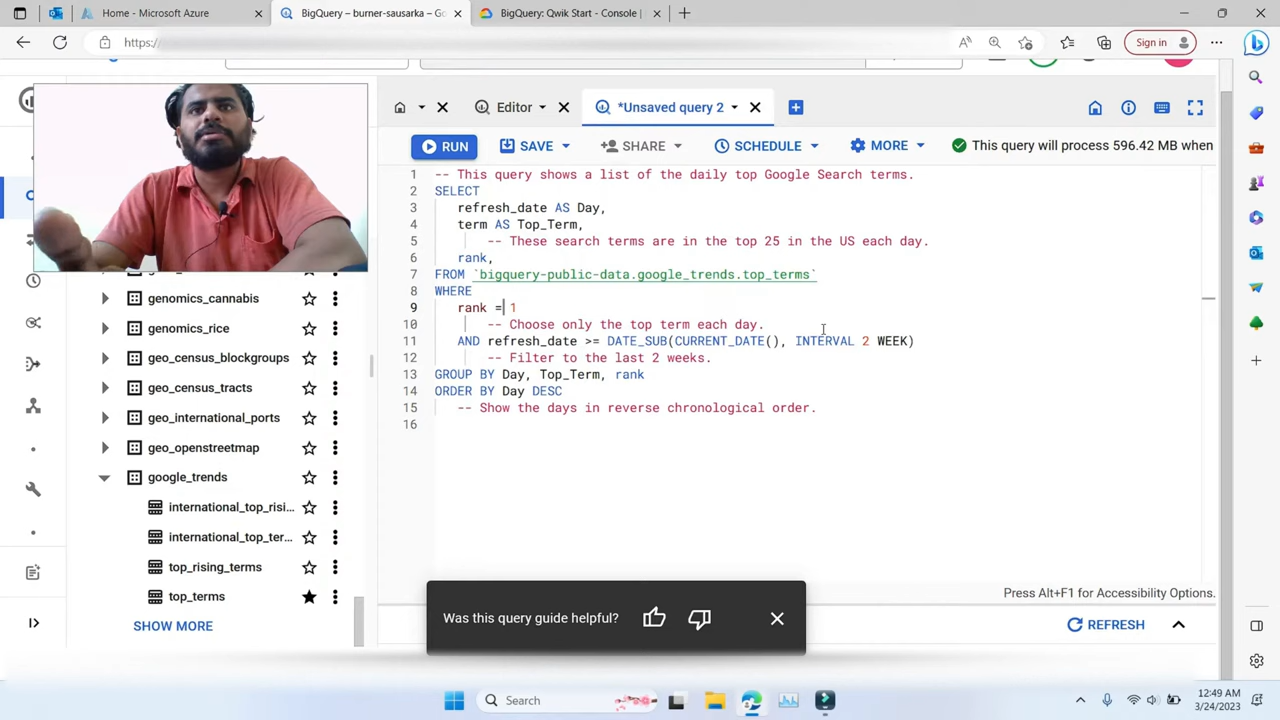 Home - Microsoft Azure
BigQuery – burner-sausarka – Go
BigQuery: Qwik Start - Console |
https://
Sign in
Editor
*Unsaved query 2
RUN
SAVE
SHARE
SCHEDULE
MORE
This query will process 596.42 MB when
1 -- This query shows a list of the daily top Google Search terms.
2 SELECT
3 refresh_date AS Day,
4 term AS Top_Term,
5 -- These search terms are in the top 25 in the US each day.
6 rank,
7 FROM `bigquery-public-data.google_trends.top_terms`
8 WHERE
9 rank = 1
10 -- Choose only the top term each day.
11 AND refresh_date >= DATE_SUB(CURRENT_DATE(), INTERVAL 2 WEEK)
12 -- Filter to the last 2 weeks.
13 GROUP BY Day, Top_Term, rank
14 ORDER BY Day DESC
15 -- Show the days in reverse chronological order.
16
genomics_cannabis
genomics_rice
geo_census_blockgroups
geo_census_tracts
geo_international_ports
geo_openstreetmap
google_trends
international_top_risi...
international_top_ter...
top_rising_terms
top_terms
SHOW MORE
Press Alt+F1 for Accessibility Options.
Was this query guide helpful?
REFRESH
Search
12:49 AM
3/24/2023